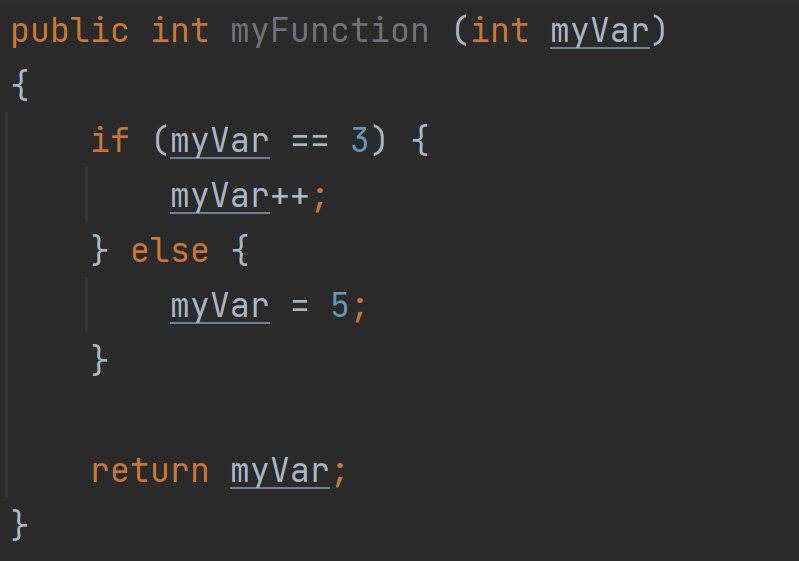 public int myFunction (int myVar)
{
    if (myVar == 3) {
        myVar++;
    } else {
        myVar = 5;
    }

    return myVar;
}